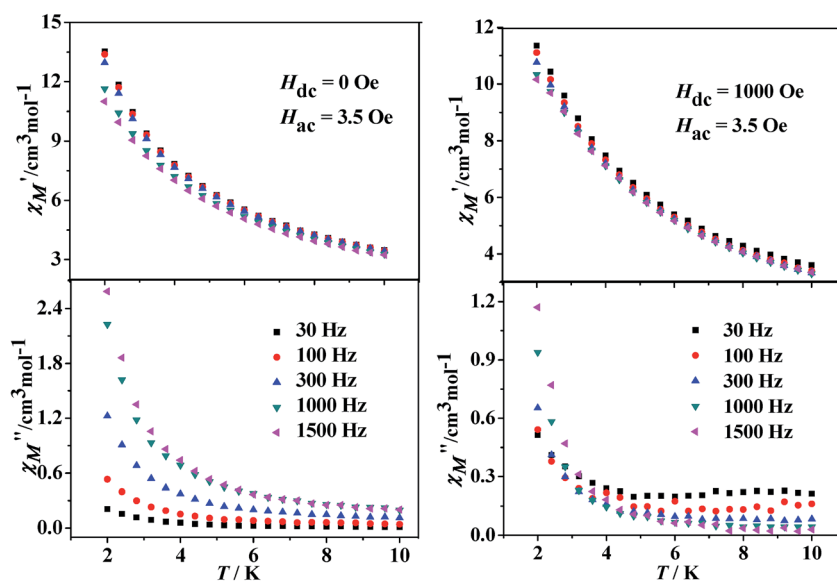 15
12
9
6
3
χM'/cm³mol⁻¹
Hdc = 0 Oe
Hac = 3.5 Oe
2.4
1.8
1.2
0.6
0.0
χM''/cm³mol⁻¹
30 Hz
100 Hz
300 Hz
1000 Hz
1500 Hz
2 4 6 8 10
T / K
12
10
8
6
4
χM'/cm³mol⁻¹
Hdc = 1000 Oe
Hac = 3.5 Oe
1.2
0.9
0.6
0.3
0.0
χM''/cm³mol⁻¹
30 Hz
100 Hz
300 Hz
1000 Hz
1500 Hz
2 4 6 8 10
T / K